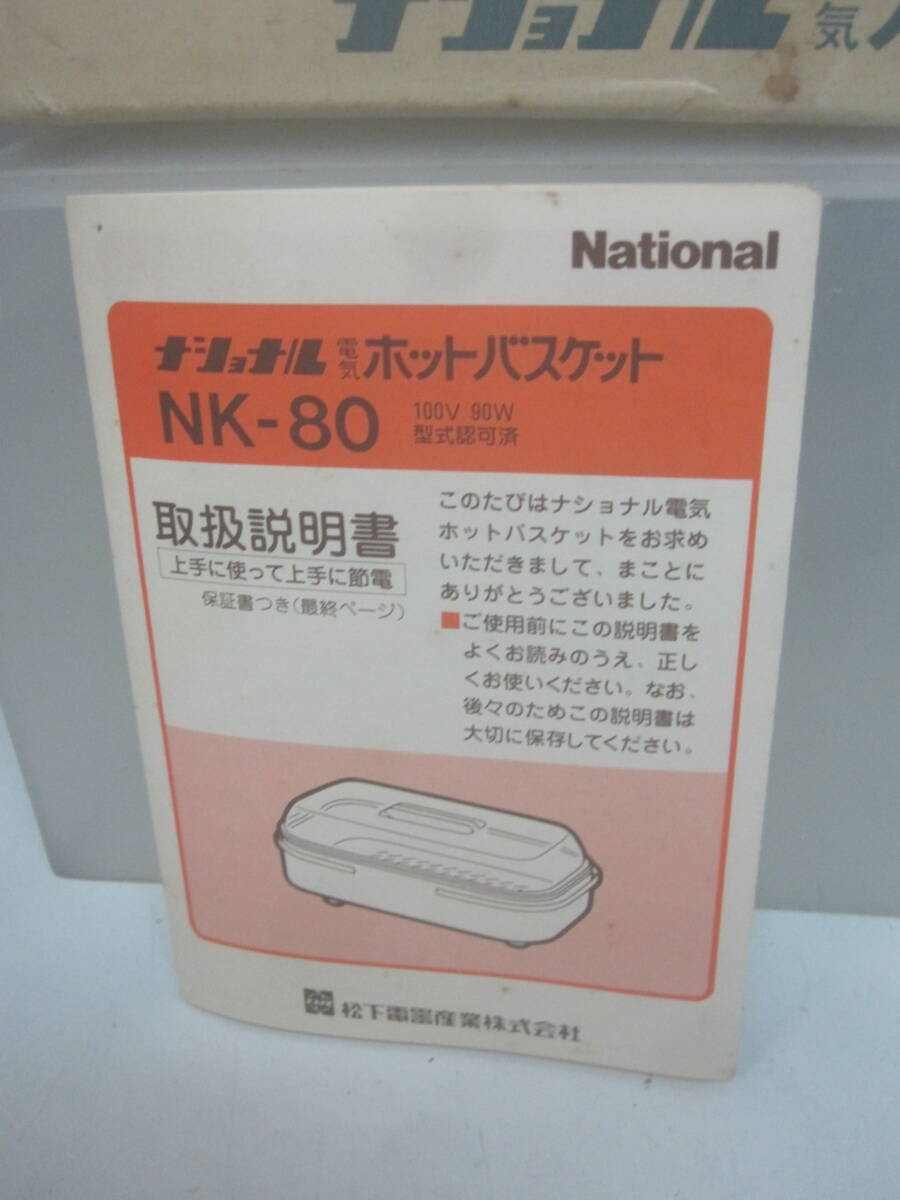 ナショナル 電気
National
ナショナル 電気 ホットバスケット
NK-80 100V 90W
型式認可済
取扱説明書
上手に使って上手に節電
保証書つき(最終ページ)
このたびはナショナル電気
ホットバスケットをお求め
いただきまして、まことに
ありがとうございました。
■ご使用前にこの説明書を
よくお読みのうえ、正し
くお使いください。なお、
後々のためこの説明書は
大切に保存してください。
松下電器産業株式会社